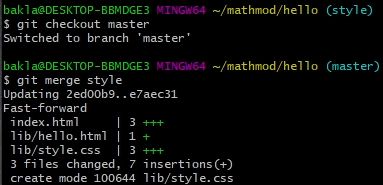 bakla@DESKTOP-BBMDGE3 MINGW64 ~/mathmod/hello (style)
$ git checkout master
Switched to branch 'master'
bakla@DESKTOP-BBMDGE3 MINGW64 ~/mathmod/hello (master)
$ git merge style
Updating 2ed00b9..e7aec31
Fast-forward
 index.html     | 3 +++
 lib/hello.html | 1 +
 lib/style.css  | 3 +++
 3 files changed, 7 insertions(+)
 create mode 100644 lib/style.css